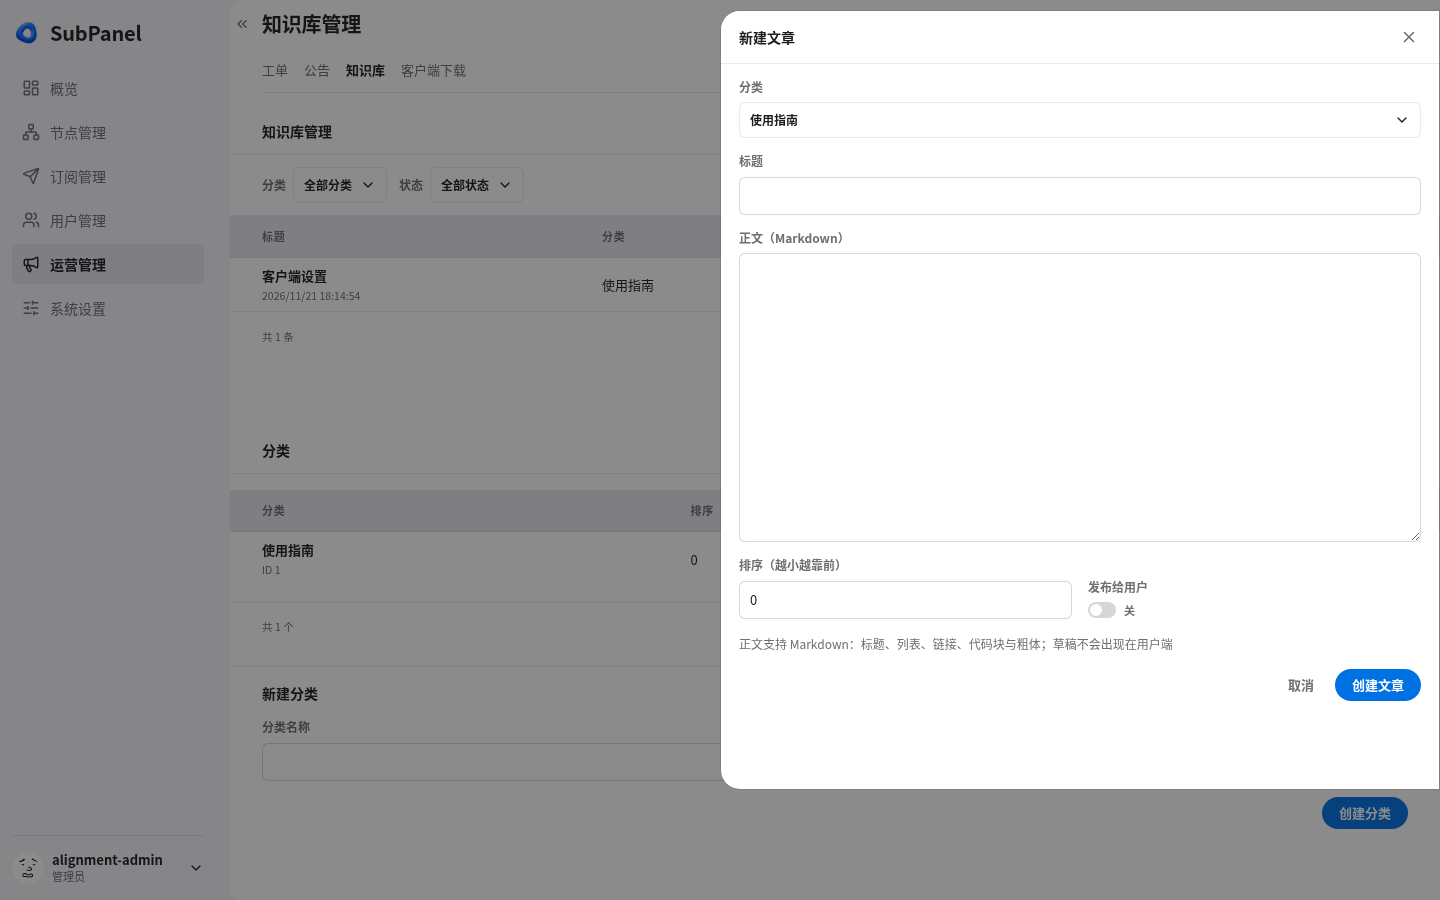 SubPanel
概览
节点管理
订阅管理
用户管理
运营管理
系统设置
alignment-admin
管理员
知识库管理
工单 公告 知识库 客户端下载
知识库管理
分类 全部分类 状态 全部状态
标题 分类
客户端设置
2026/11/21 18:14:54
使用指南
共 1 条
分类
分类 排序
使用指南
ID 1
0
共 1 个
新建分类
分类名称
创建分类
新建文章
分类
使用指南
标题
正文（Markdown）
排序（越小越靠前）
0
发布给用户
关
正文支持 Markdown：标题、列表、链接、代码块与粗体；草稿不会出现在用户端
取消 创建文章